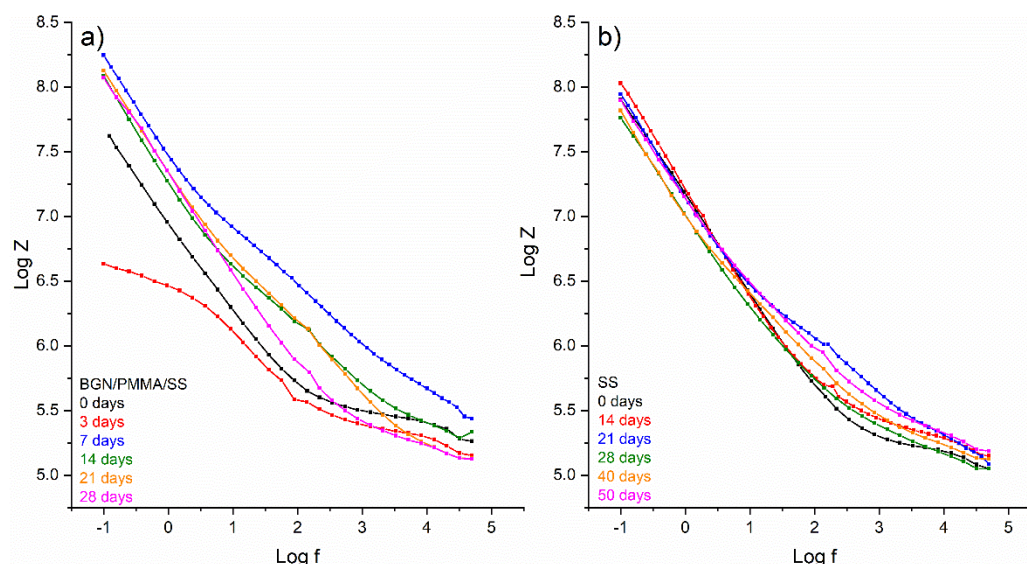 a)
8.5
8.0
7.5
7.0
6.5
6.0
5.5
5.0
Log Z
BGN/PMMA/SS
0 days
3 days
7 days
14 days
21 days
28 days
-1 0 1 2 3 4 5
Log f
b)
8.5
8.0
7.5
7.0
6.5
6.0
5.5
5.0
Log Z
SS
0 days
14 days
21 days
28 days
40 days
50 days
-1 0 1 2 3 4 5
Log f